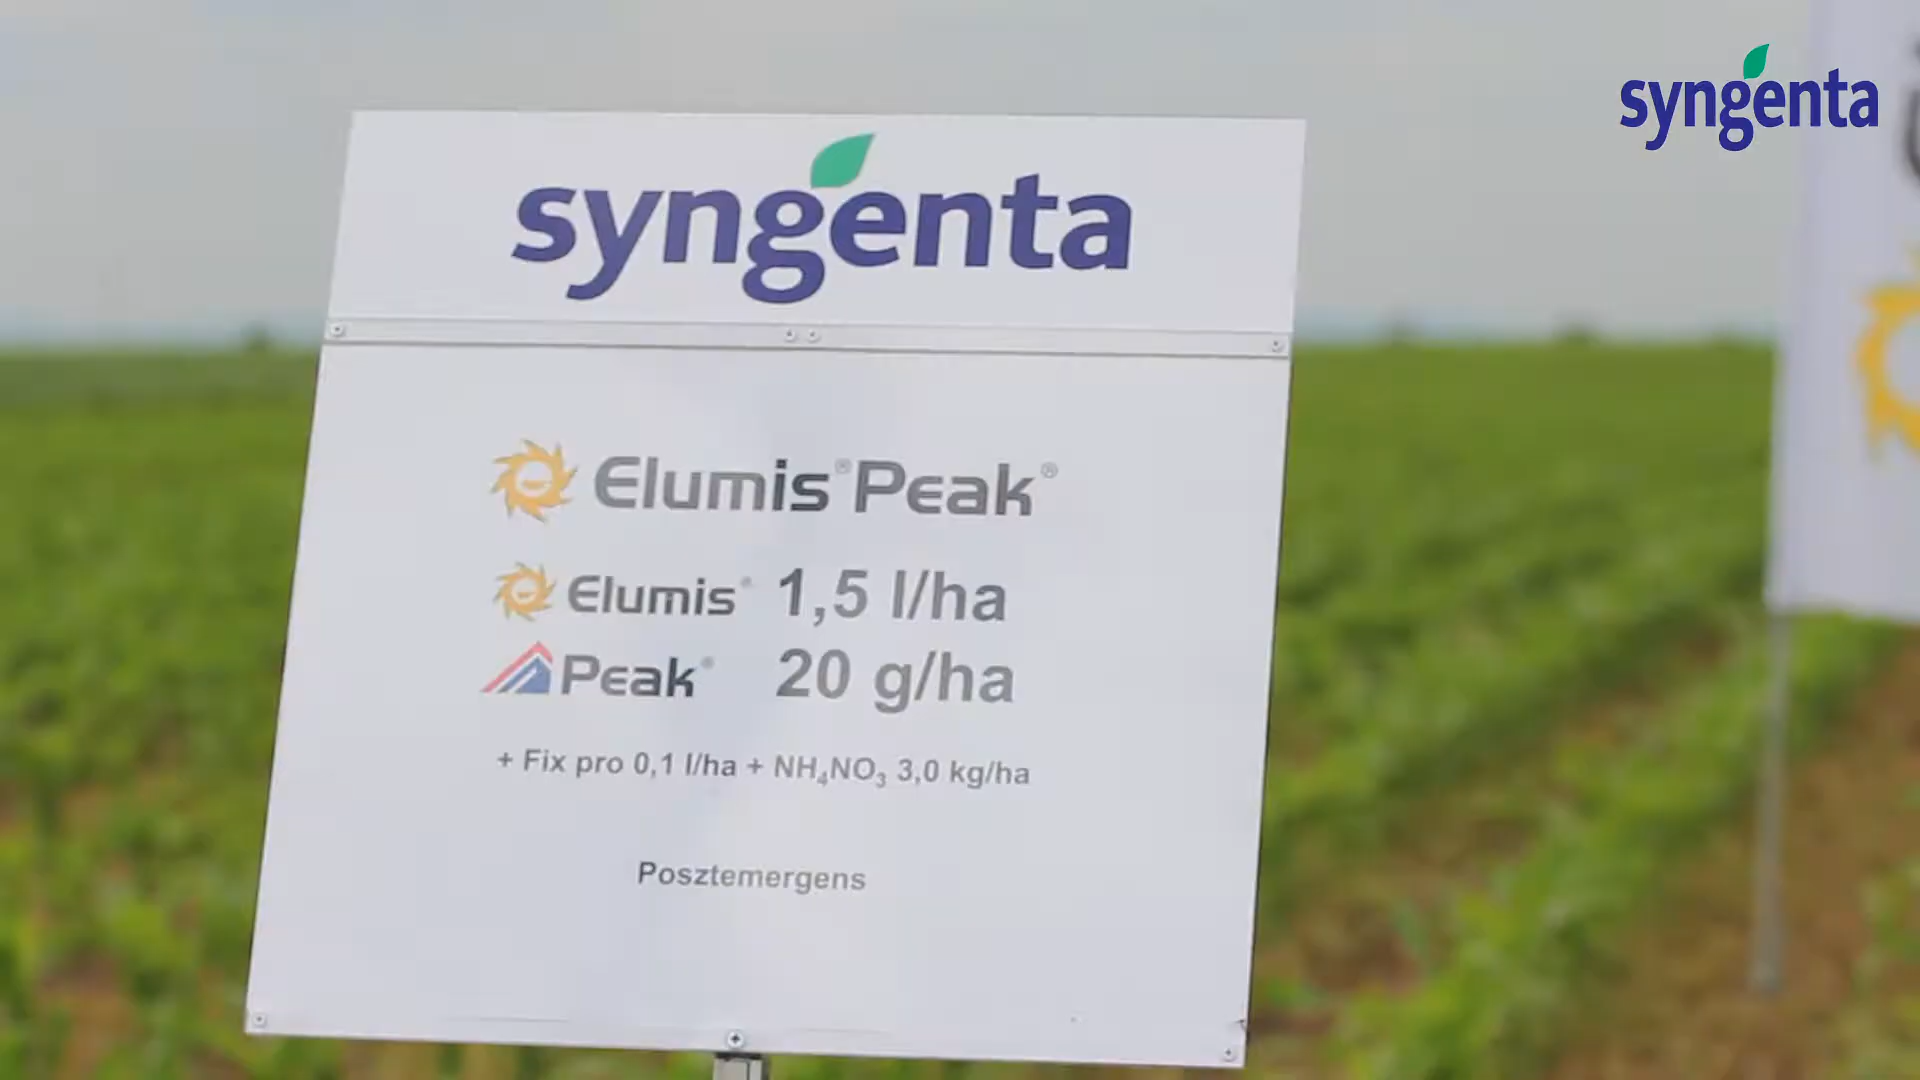 syngenta
syngenta
Elumis® Peak®
Elumis® 1,5 l/ha
Peak® 20 g/ha
+ Fix pro 0,1 l/ha + NH₄NO₃ 3,0 kg/ha
Posztemergens